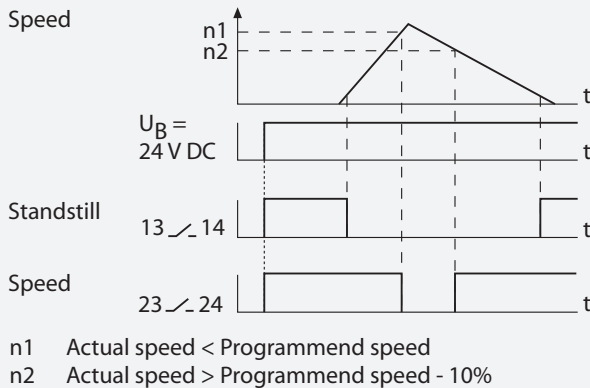 Speed
n1
n2
t
U_B =
24 V DC
t
Standstill
13 14
t
Speed
23 24
t
n1 Actual speed < Programmend speed
n2 Actual speed > Programmend speed - 10%